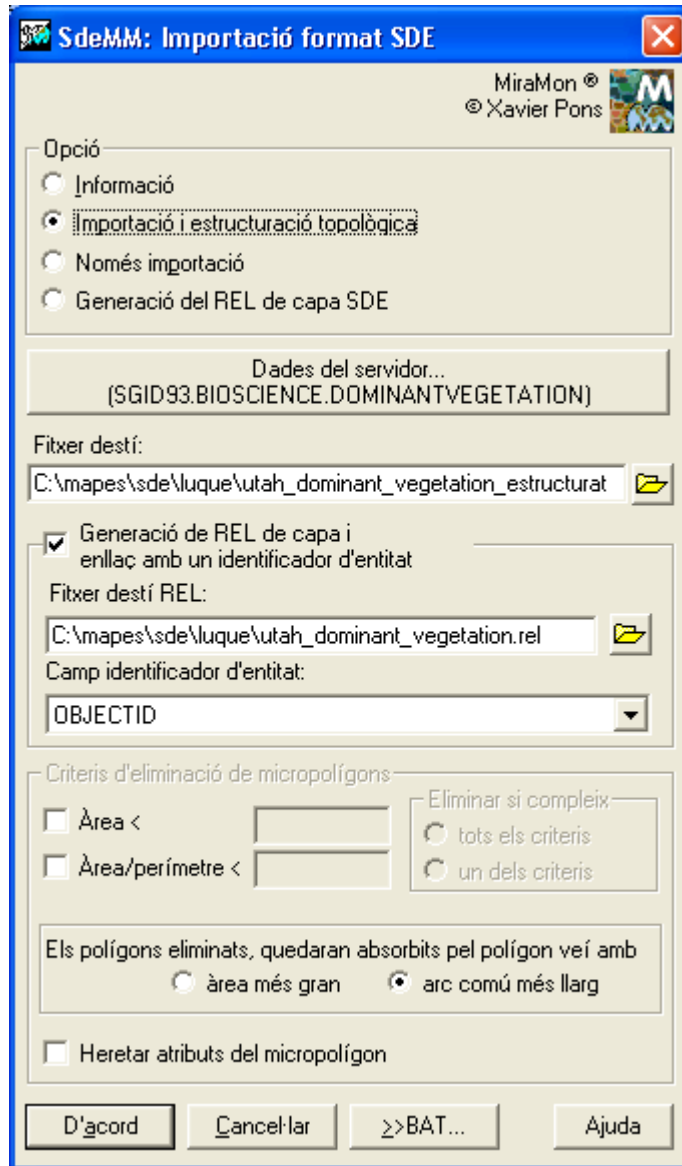 SdeMM: Importació format SDE
MiraMon ®
© Xavier Pons
Opció
Informació
Importació i estructuració topològica
Només importació
Generació del REL de capa SDE
Dades del servidor...
(SGID93.BIOSCIENCE.DOMINANTVEGETATION)
Fitxer destí:
C:\mapes\sde\luque\utah_dominant_vegetation_estructurat
Generació de REL de capa i
enllaç amb un identificador d'entitat
Fitxer destí REL:
C:\mapes\sde\luque\utah_dominant_vegetation.rel
Camp identificador d'entitat:
OBJECTID
Criteris d'eliminació de micropolígons
Eliminar si compleix
Àrea <
tots els criteris
Àrea/perímetre <
un dels criteris
Els polígons eliminats, quedaran absorbits pel polígon veí amb
àrea més gran
arc comú més llarg
Heretar atributs del micropolígon
D'acord
Cancel·lar
>>BAT...
Ajuda